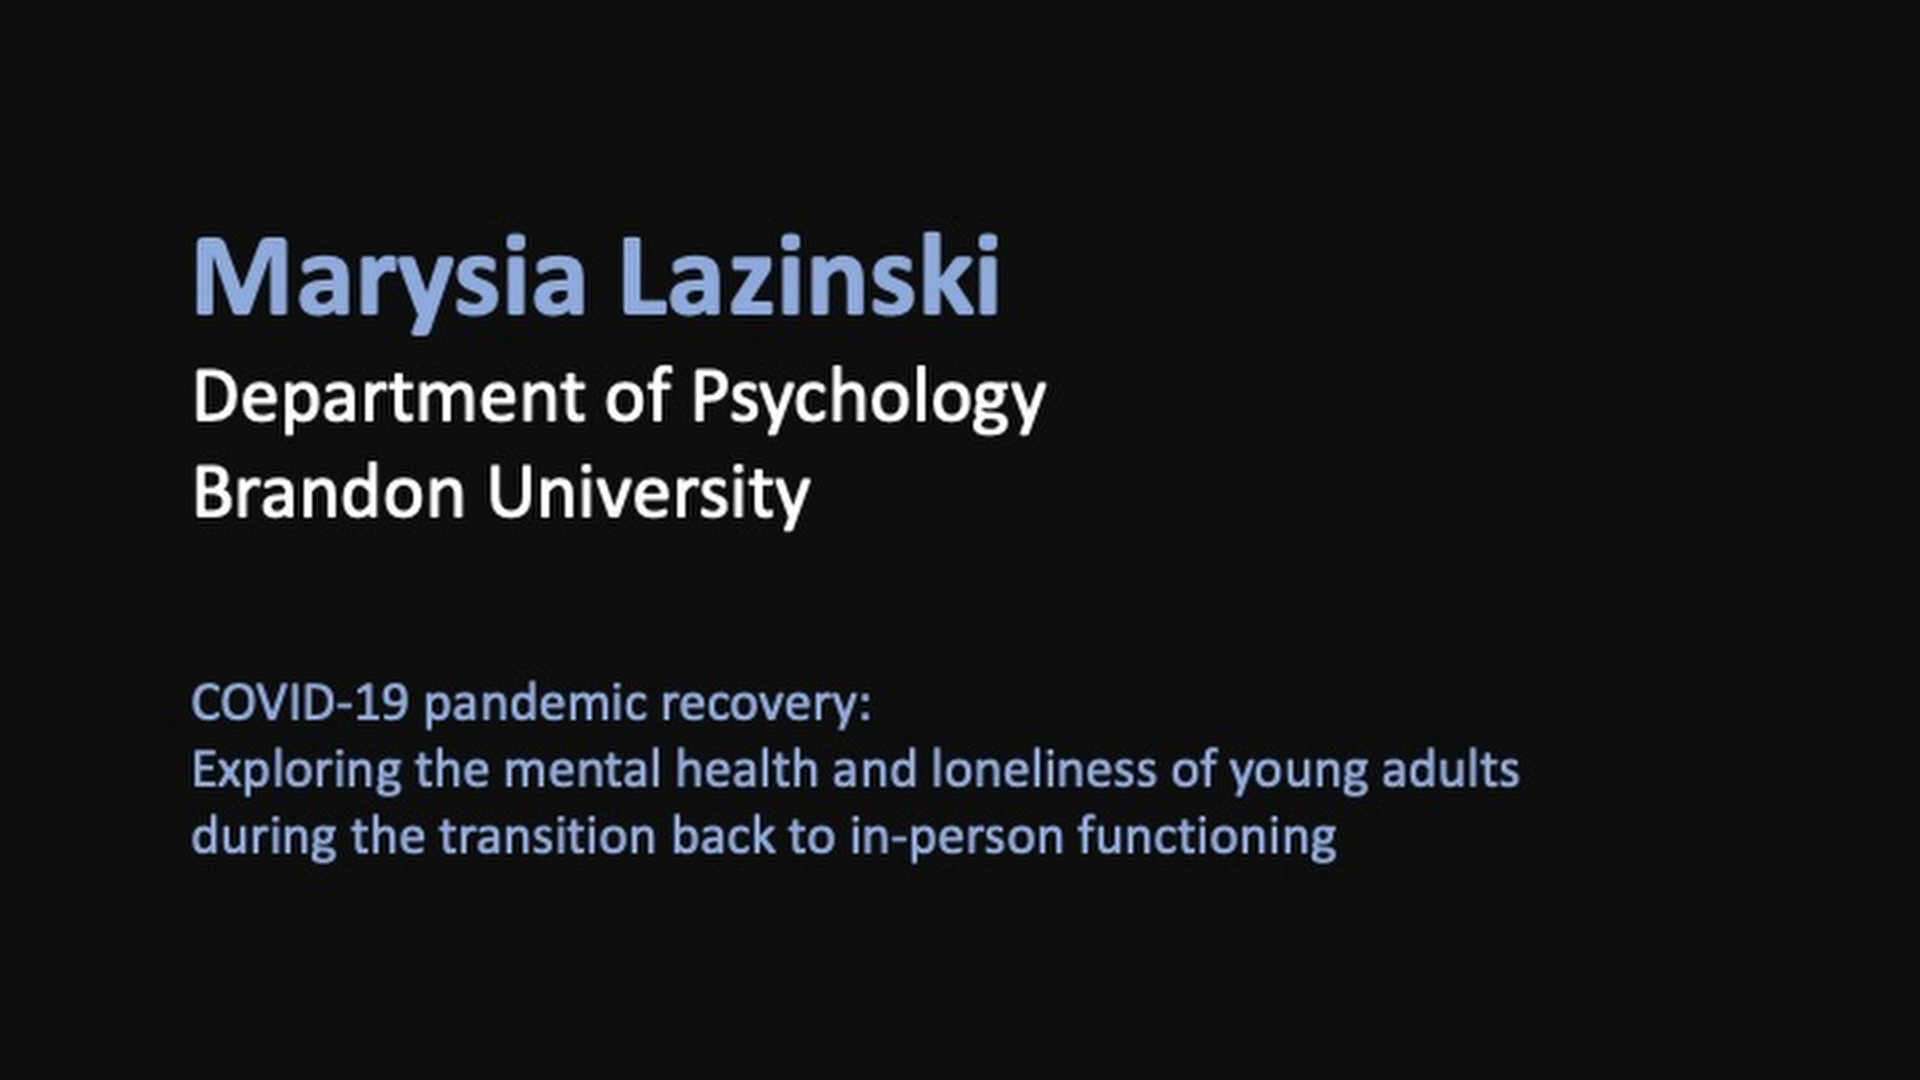 Marysia Lazinski
Department of Psychology
Brandon University
COVID-19 pandemic recovery:
Exploring the mental health and loneliness of young adults
during the transition back to in-person functioning